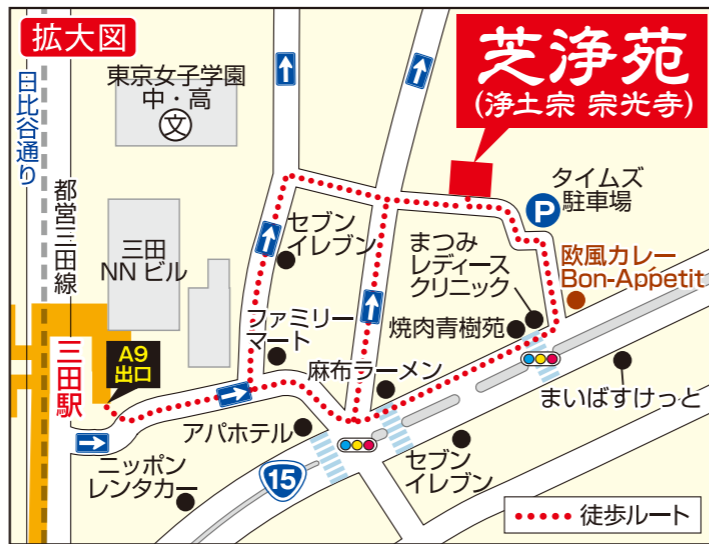 拡大図
日比谷通り
都営三田線
東京女子学園
中・高
文
芝浄苑
(浄土宗 宗光寺)
P
タイムズ
駐車場
セブン
イレブン
まつみ
レディース
クリニック
欧風カレー
Bon-Appétit
三田
NNビル
ファミリー
マート
焼肉青樹苑
A9
出口
三田駅
麻布ラーメン
まいばすけっと
アパホテル
ニッポン
レンタカー
15
セブン
イレブン
徒歩ルート